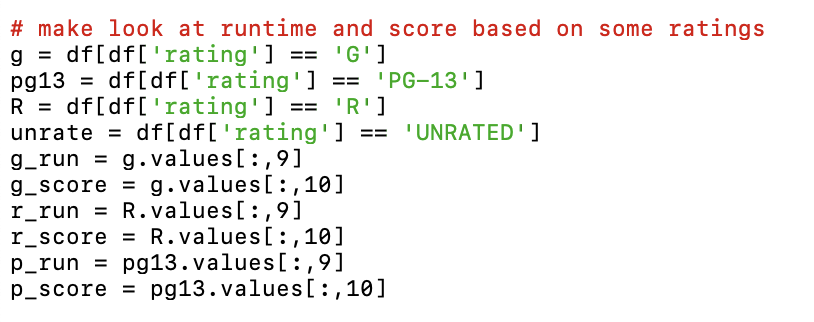 # make look at runtime and score based on some ratings
g = df[df['rating'] == 'G']
pg13 = df[df['rating'] == 'PG-13']
R = df[df['rating'] == 'R']
unrate = df[df['rating'] == 'UNRATED']
g_run = g.values[:,9]
g_score = g.values[:,10]
r_run = R.values[:,9]
r_score = R.values[:,10]
p_run = pg13.values[:,9]
p_score = pg13.values[:,10]